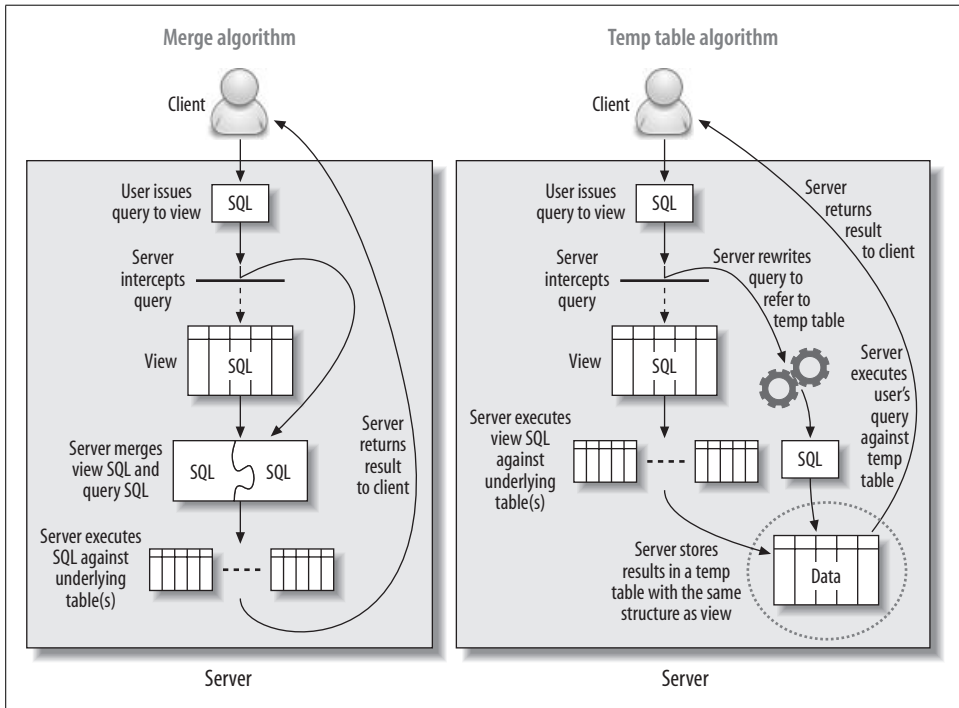 Merge algorithm
Client
User issues
query to view
SQL
Server
intercepts
query
View
SQL
Server merges
view SQL and
query SQL
SQL
SQL
Server
returns
result
to client
Server executes
SQL against
underlying
table(s)
Server
Temp table algorithm
Client
User issues
query to view
SQL
Server
returns
result
to client
Server
intercepts
query
Server rewrites
query to
refer to
temp table
View
SQL
Server
executes
user's
query
against
temp
table
Server executes
view SQL
against
underlying
table(s)
SQL
Server stores
results in a temp
table with the same
structure as view
Data
Server